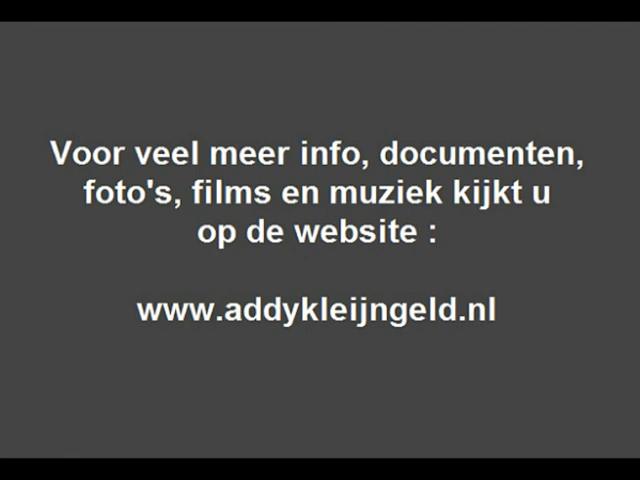 Voor veel meer info, documenten,
foto's, films en muziek kijkt u
op de website :
www.addykleijngeld.nl